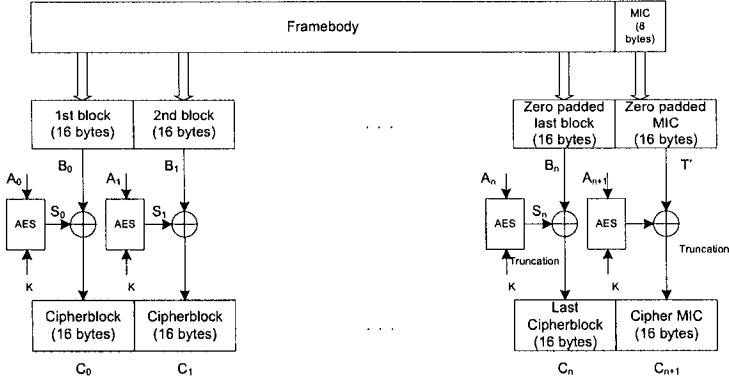 Framebody
MIC
(8
bytes)
1st block
(16 bytes)
2nd block
(16 bytes)
. . .
Zero padded
last block
(16 bytes)
Zero padded
MIC
(16 bytes)
A0
B0
A1
B1
An
Bn
An+1
T'
AES
S0
AES
S1
AES
Sn
AES
Truncation
Truncation
K
K
K
K
Cipherblock
(16 bytes)
Cipherblock
(16 bytes)
. . .
Last
Cipherblock
(16 bytes)
Cipher MIC
(16 bytes)
C0
C1
Cn
Cn+1